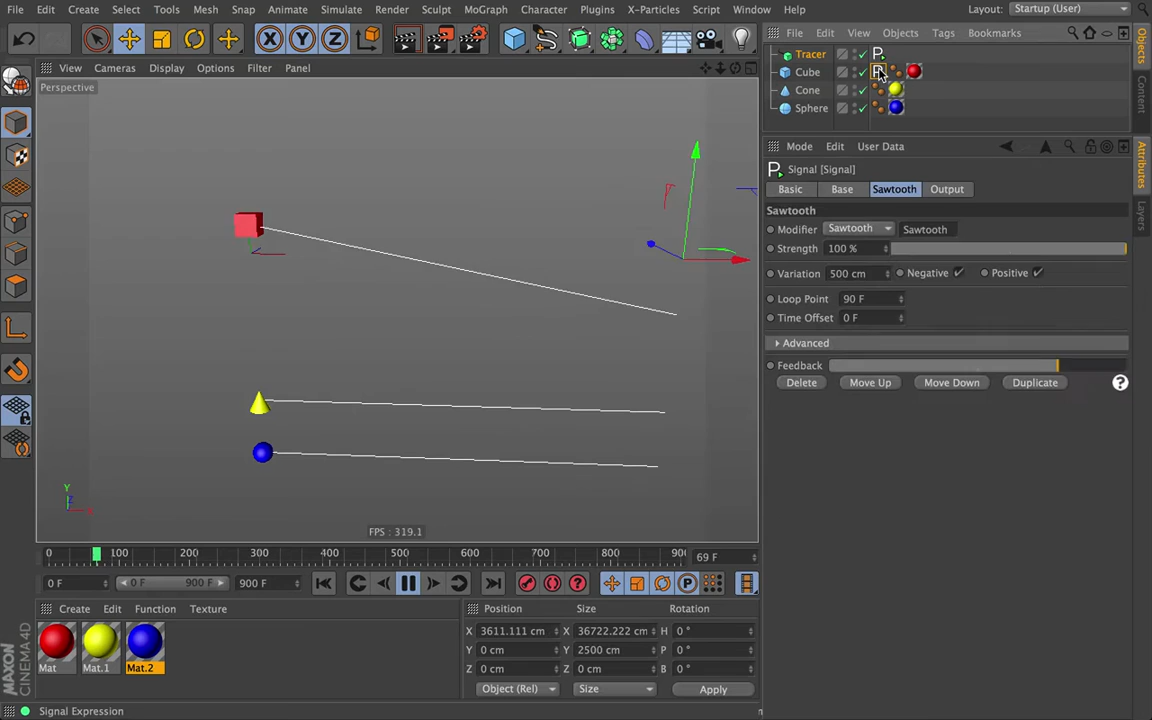 File Edit Create Select Tools Mesh Snap Animate Simulate Render Sculpt MoGraph Character Plugins X-Particles Script Window Help Layout: Startup (User)
X Y Z
View Cameras Display Options Filter Panel
Perspective
FPS : 319.1
Y
0 100 200 300 400 500 600 700 800 900 69 F
0 F 0 F 900 F 900 F
Create Edit Function Texture
Mat Mat.1 Mat.2
Position Size Rotation
X 3611.111 cm X 36722.222 cm H 0 °
Y 0 cm Y 2500 cm P 0 °
Z 0 cm Z 0 cm B 0 °
Object (Rel) Size Apply
MAXON
CINEMA4D
Signal Expression
File Edit View Objects Tags Bookmarks
Tracer
Cube
Cone
Sphere
Objects
Content
Mode Edit User Data
Signal [Signal]
Basic Base Sawtooth Output
Sawtooth
Modifier Sawtooth Sawtooth
Strength 100 %
Variation 500 cm Negative Positive
Loop Point 90 F
Time Offset 0 F
Advanced
Feedback
Delete Move Up Move Down Duplicate ?
Attributes
Layers